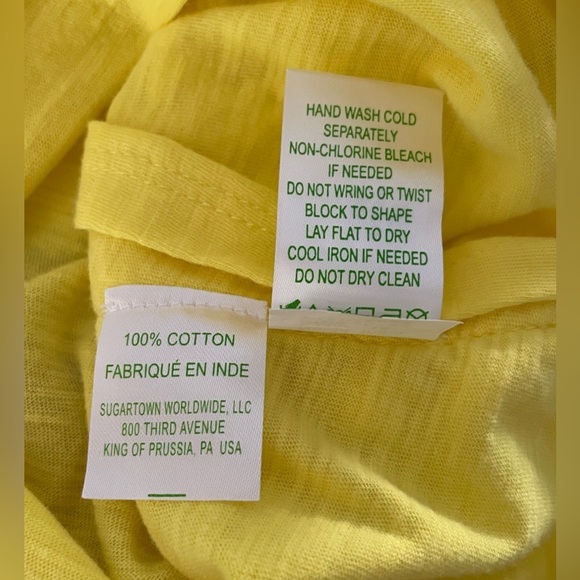 HAND WASH COLD
SEPARATELY
NON-CHLORINE BLEACH
IF NEEDED
DO NOT WRING OR TWIST
BLOCK TO SHAPE
LAY FLAT TO DRY
COOL IRON IF NEEDED
DO NOT DRY CLEAN
100% COTTON
FABRIQUÉ EN INDE
SUGARTOWN WORLDWIDE, LLC
800 THIRD AVENUE
KING OF PRUSSIA, PA USA